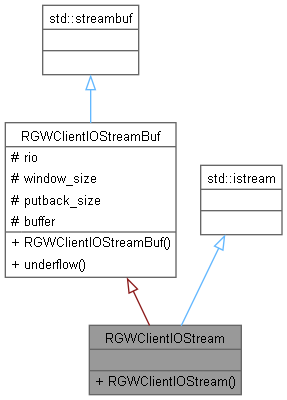 std::streambuf
RGWClientIOStreamBuf
# rio
# window_size
# putback_size
# buffer
+ RGWClientIOStreamBuf()
+ underflow()
std::istream
RGWClientIOStream
+ RGWClientIOStream()